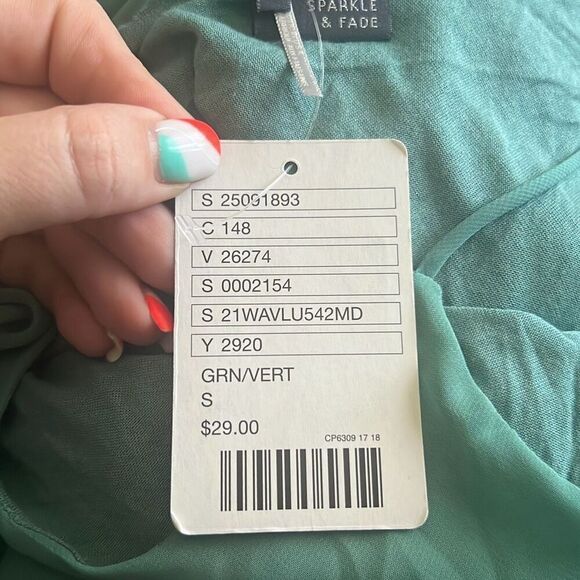 SPARKLE
& FADE
S 25091893
C 148
V 26274
S 0002154
S 21WAVLU542MD
Y 2920
GRN/VERT
S
$29.00
CP6309 17 18